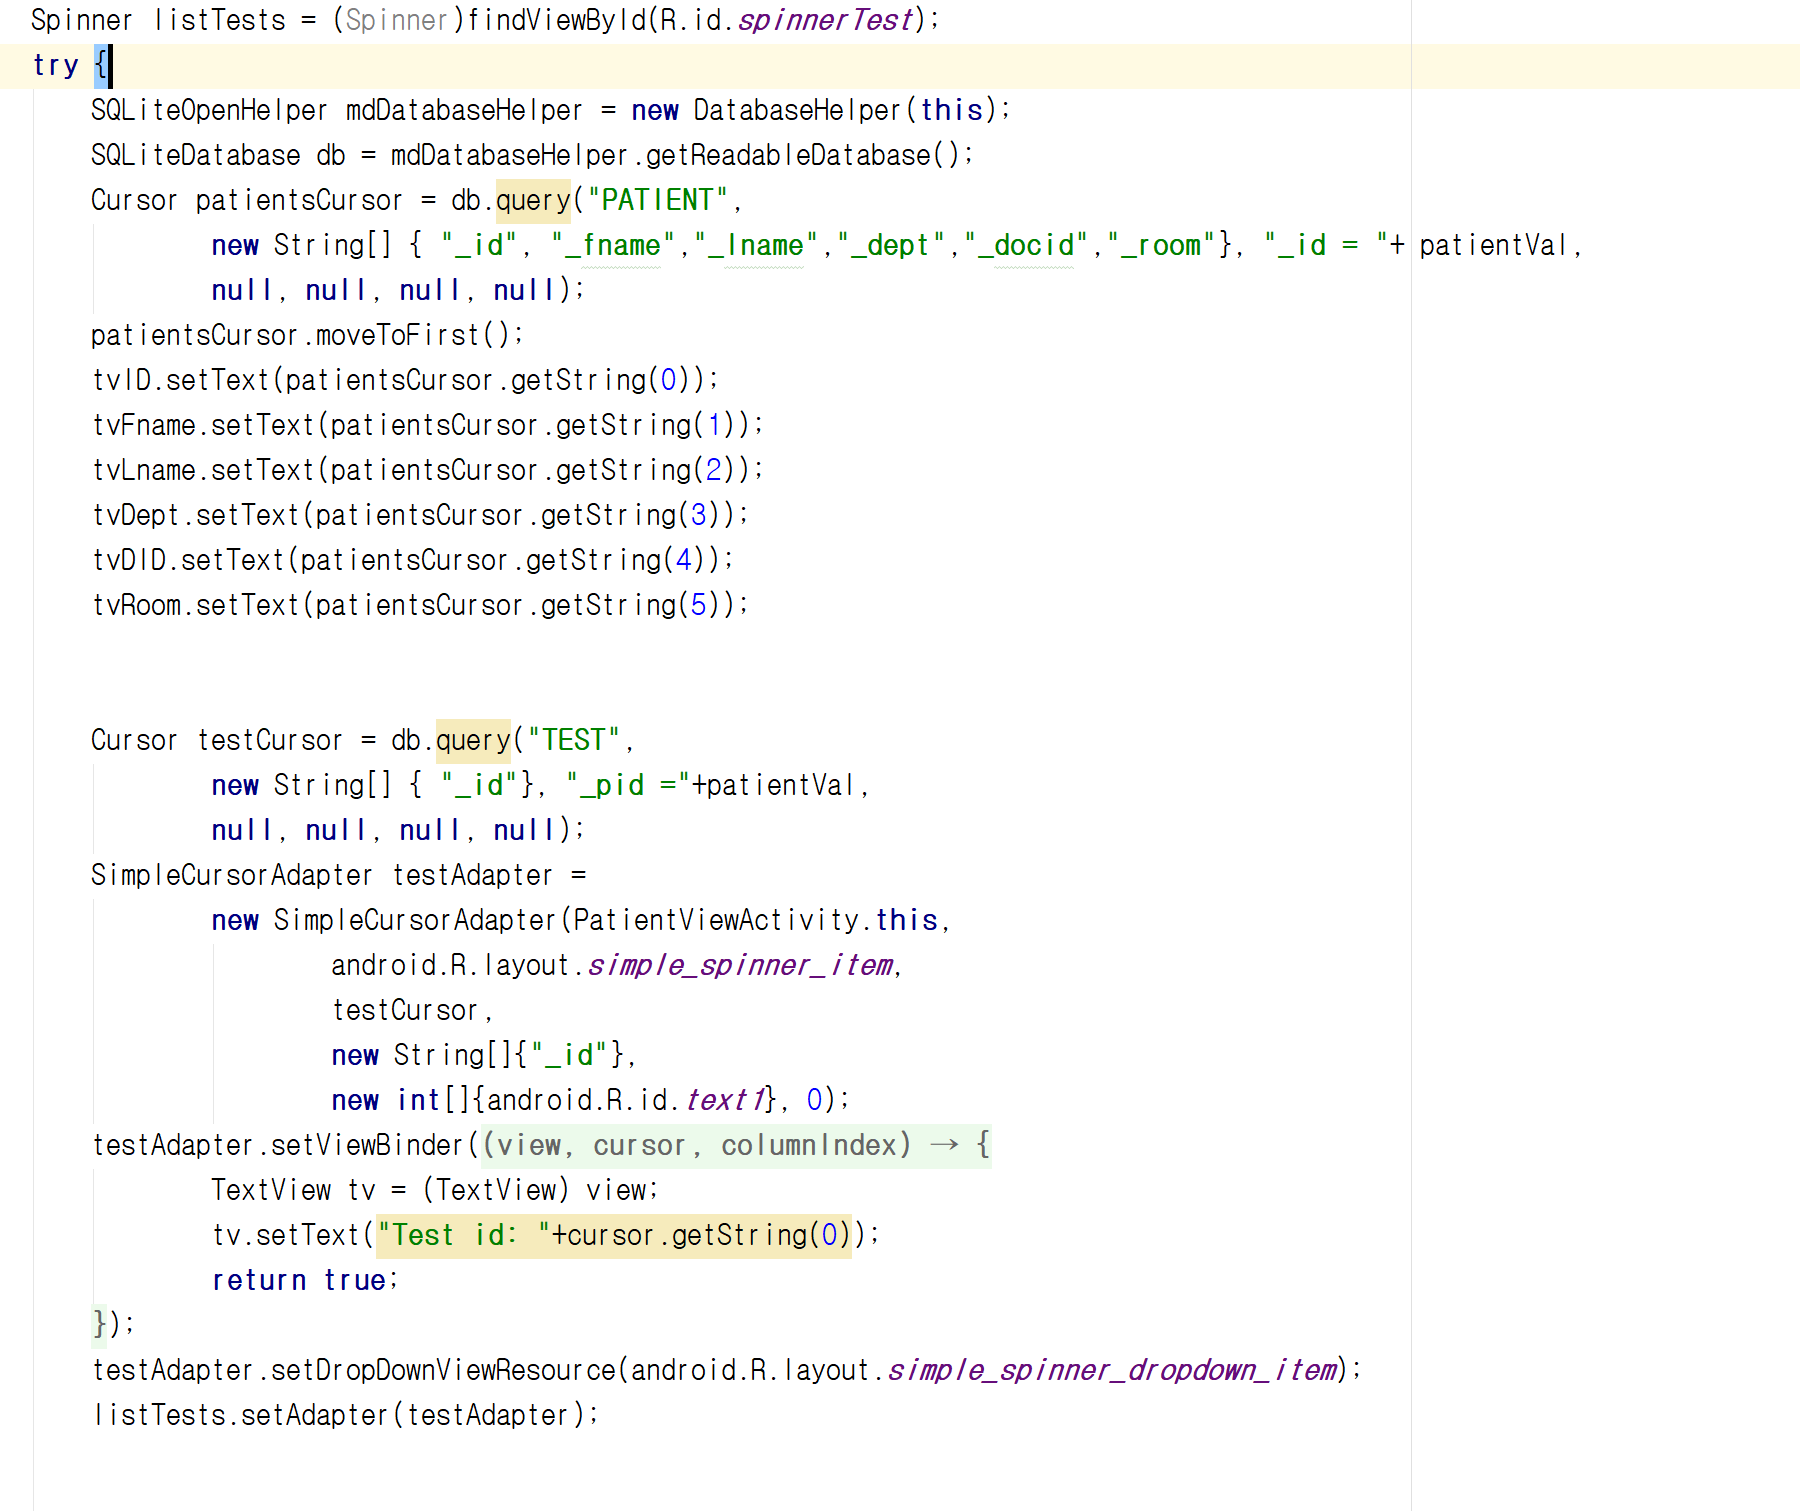 Spinner listTests = (Spinner)findViewById(R.id.spinnerTest);
try {
SQLiteOpenHelper mdDatabaseHelper = new DatabaseHelper(this);
SQLiteDatabase db = mdDatabaseHelper.getReadableDatabase();
Cursor patientsCursor = db.query("PATIENT",
new String[] { "_id", "_fname","_lname","_dept","_docid","_room"}, "_id = "+ patientVal,
null, null, null, null);
patientsCursor.moveToFirst();
tvID.setText(patientsCursor.getString(0));
tvFname.setText(patientsCursor.getString(1));
tvLname.setText(patientsCursor.getString(2));
tvDept.setText(patientsCursor.getString(3));
tvDID.setText(patientsCursor.getString(4));
tvRoom.setText(patientsCursor.getString(5));
Cursor testCursor = db.query("TEST",
new String[] { "_id"}, "_pid ="+patientVal,
null, null, null, null);
SimpleCursorAdapter testAdapter =
new SimpleCursorAdapter(PatientViewActivity.this,
android.R.layout.simple_spinner_item,
testCursor,
new String[]{"_id"},
new int[]{android.R.id.text1}, 0);
testAdapter.setViewBinder((view, cursor, columnIndex) → {
TextView tv = (TextView) view;
tv.setText("Test id: "+cursor.getString(0));
return true;
});
testAdapter.setDropDownViewResource(android.R.layout.simple_spinner_dropdown_item);
listTests.setAdapter(testAdapter);